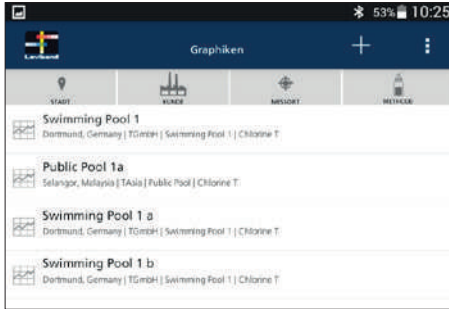 53% 10:25
Lovibond
Graphiken
STADT KUNDE MESSORT METHODE
Swimming Pool 1
Dortmund, Germany | TGmbH | Swimming Pool 1 | Chlorine T
Public Pool 1a
Selangor, Malaysia | TAsia | Public Pool | Chlorine T
Swimming Pool 1 a
Dortmund, Germany | TGmbH | Swimming Pool 1 | Chlorine T
Swimming Pool 1 b
Dortmund, Germany | TGmbH | Swimming Pool 1 | Chlorine T